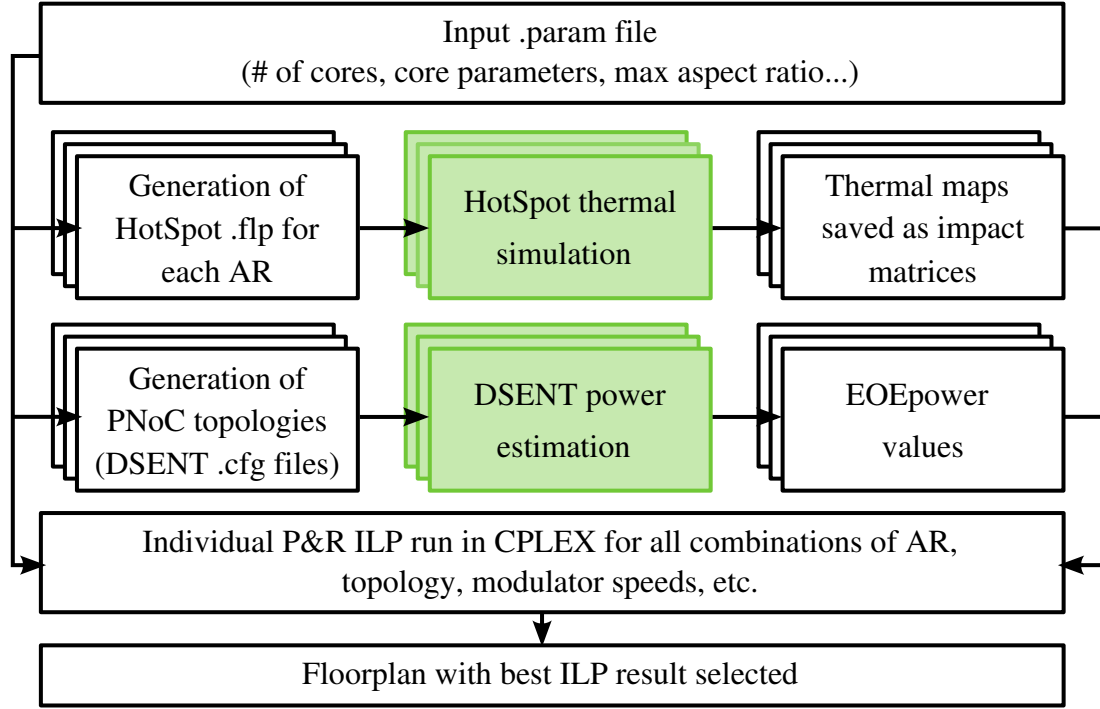 Input .param file
(# of cores, core parameters, max aspect ratio...)
Generation of
HotSpot .flp for
each AR
HotSpot thermal
simulation
Thermal maps
saved as impact
matrices
Generation of
PNoC topologies
(DSENT .cfg files)
DSENT power
estimation
EOEpower
values
Individual P&R ILP run in CPLEX for all combinations of AR,
topology, modulator speeds, etc.
Floorplan with best ILP result selected